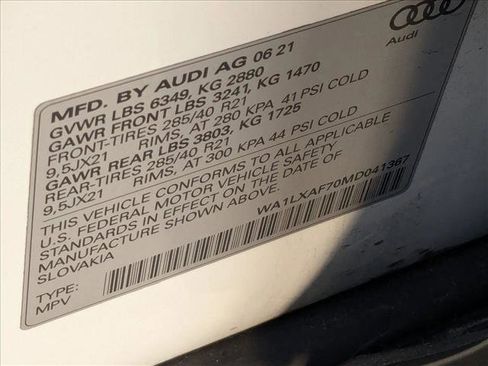 MFD. BY AUDI AG 06 21
GVWR LBS 6349, KG 2880
GAWR FRONT LBS 3241, KG 1470
FRONT-TIRES 285/40 R21
9,5JX21 RIMS, AT 280 KPA 41 PSI COLD
GAWR REAR LBS 3803, KG 1725
REAR-TIRES 285/40 R21
9,5JX21 RIMS, AT 300 KPA 44 PSI COLD
THIS VEHICLE CONFORMS TO ALL APPLICABLE
U.S. FEDERAL MOTOR VEHICLE SAFETY
STANDARDS IN EFFECT ON THE DATE OF
MANUFACTURE SHOWN ABOVE.
SLOVAKIA
TYPE:
MPV
Audi
WA1LXAF70MD041367